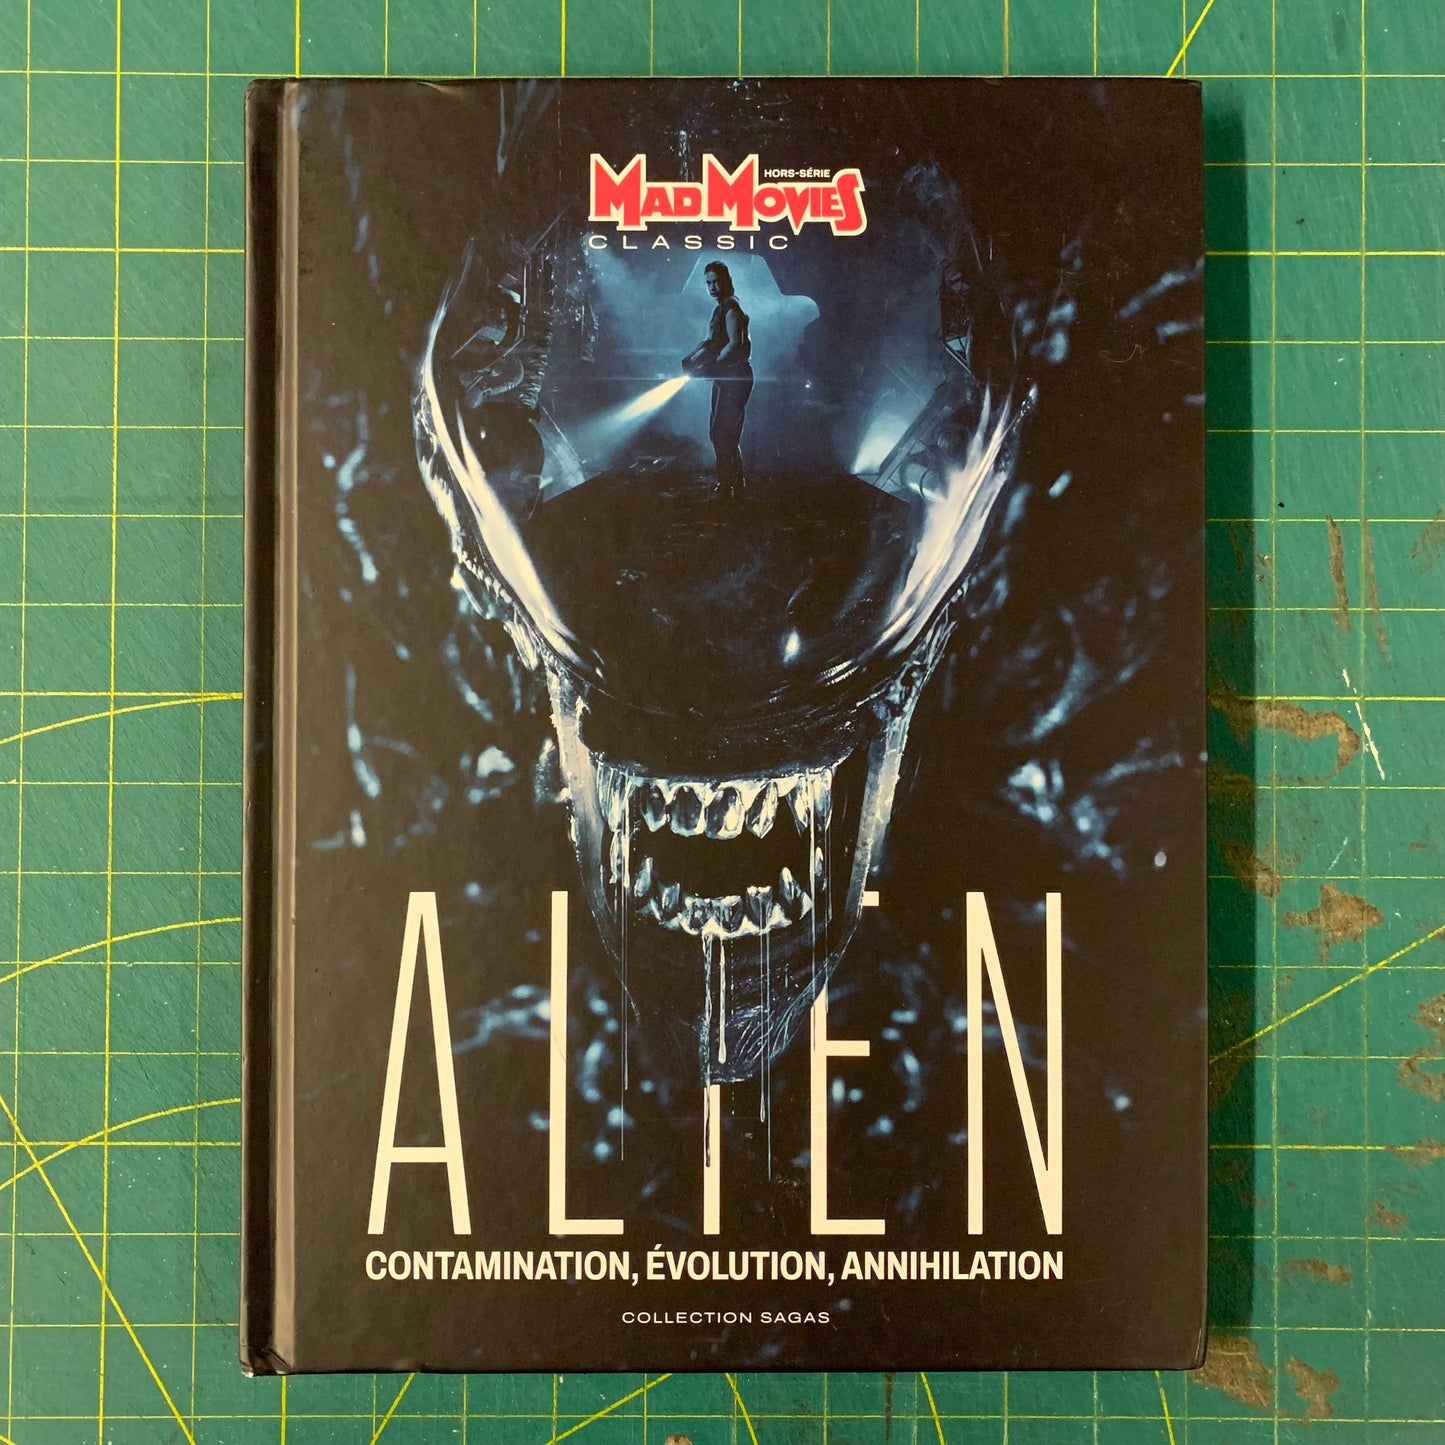 HORS-SÉRIE
MAD MOVIES
CLASSIC
ALIEN
CONTAMINATION, ÉVOLUTION, ANNIHILATION
COLLECTION SAGAS